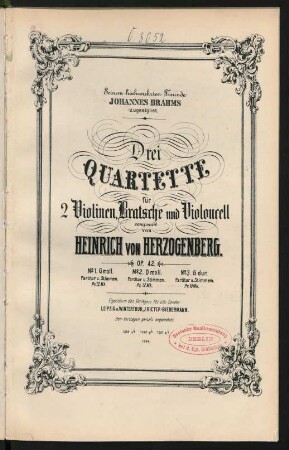 Seinem hochverehrten Freunde
JOHANNES BRAHMS
zugeeignet.
Drei
QUARTETTE
für
2 Violinen, Bratsche und Violoncell
componirt
von
HEINRICH von HERZOGENBERG.
OP. 42.
No 1. G moll. No 2. D moll. No 3. G dur.
Partitur u. Stimmen. Partitur u. Stimmen. Partitur u. Stimmen.
Eigenthum des Verlegers für alle Länder.
LEIPZIG u. WINTERTHUR, J. RIETER-BIEDERMANN.
BERLIN